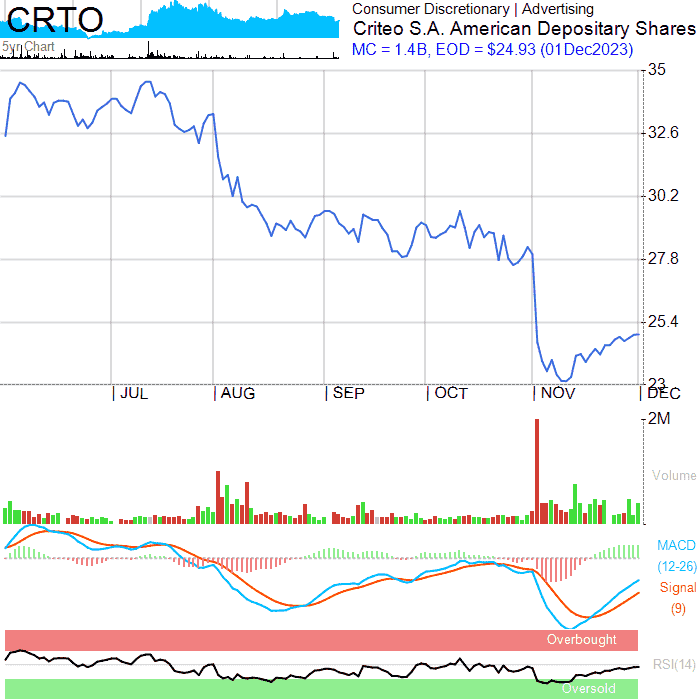 CRTO
Consumer Discretionary | Advertising
Criteo S.A. American Depositary Shares
5yr Chart
MC = 1.4B, EOD = $24.93 (01Dec2023)
35
32.6
30.2
27.8
25.4
23
JUL AUG SEP OCT NOV DEC
2M
Volume
MACD
(12-26)
Signal
(9)
Overbought
RSI(14)
Oversold